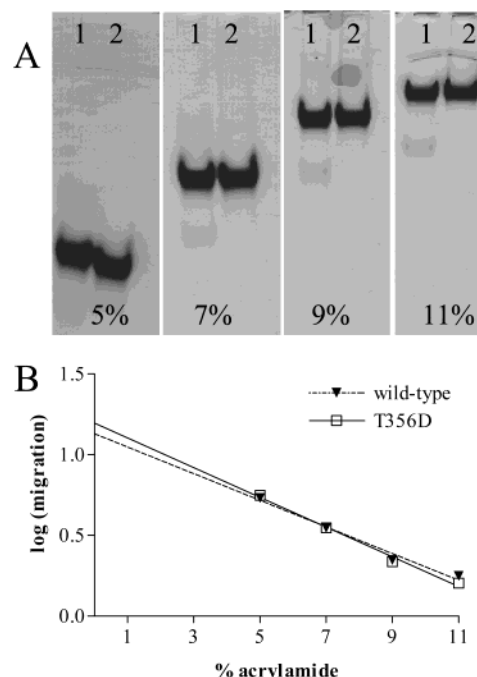 A
1 2
1 2
1 2
1 2
5%
7%
9%
11%
B
1.5
1.0
0.5
0.0
log (migration)
wild-type
T356D
1 3 5 7 9 11
% acrylamide